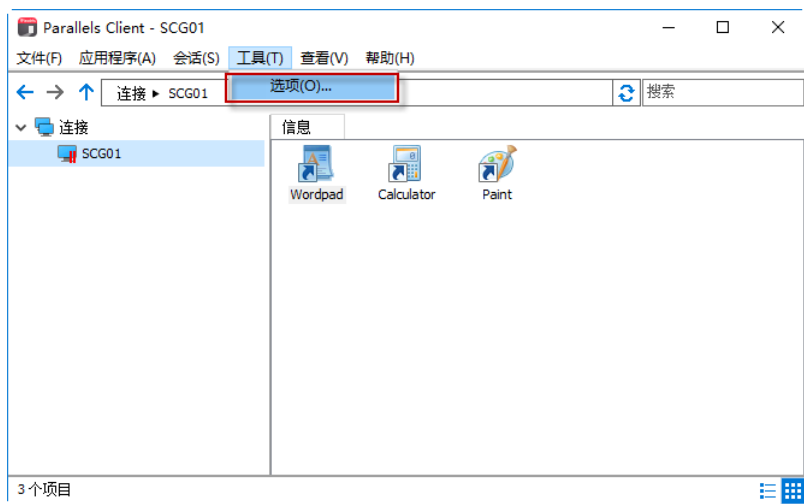 Parallels Client - SCG01
文件(F) 应用程序(A) 会话(S) 工具(T) 查看(V) 帮助(H)
选项(O)...
连接 ▸ SCG01 搜索
连接 信息
SCG01
Wordpad Calculator Paint
3个项目